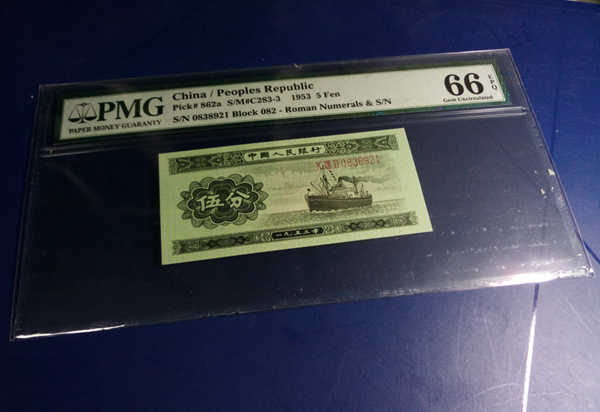 PMG
PAPER MONEY GUARANTY
China / Peoples Republic
Pick# 862a S/M#C283-3 1953 5 Fen
S/N 0838921 Block 082 - Roman Numerals & S/N
66 EPQ
Gem Uncirculated
中國人民銀行
0838921
伍分
一九五三年